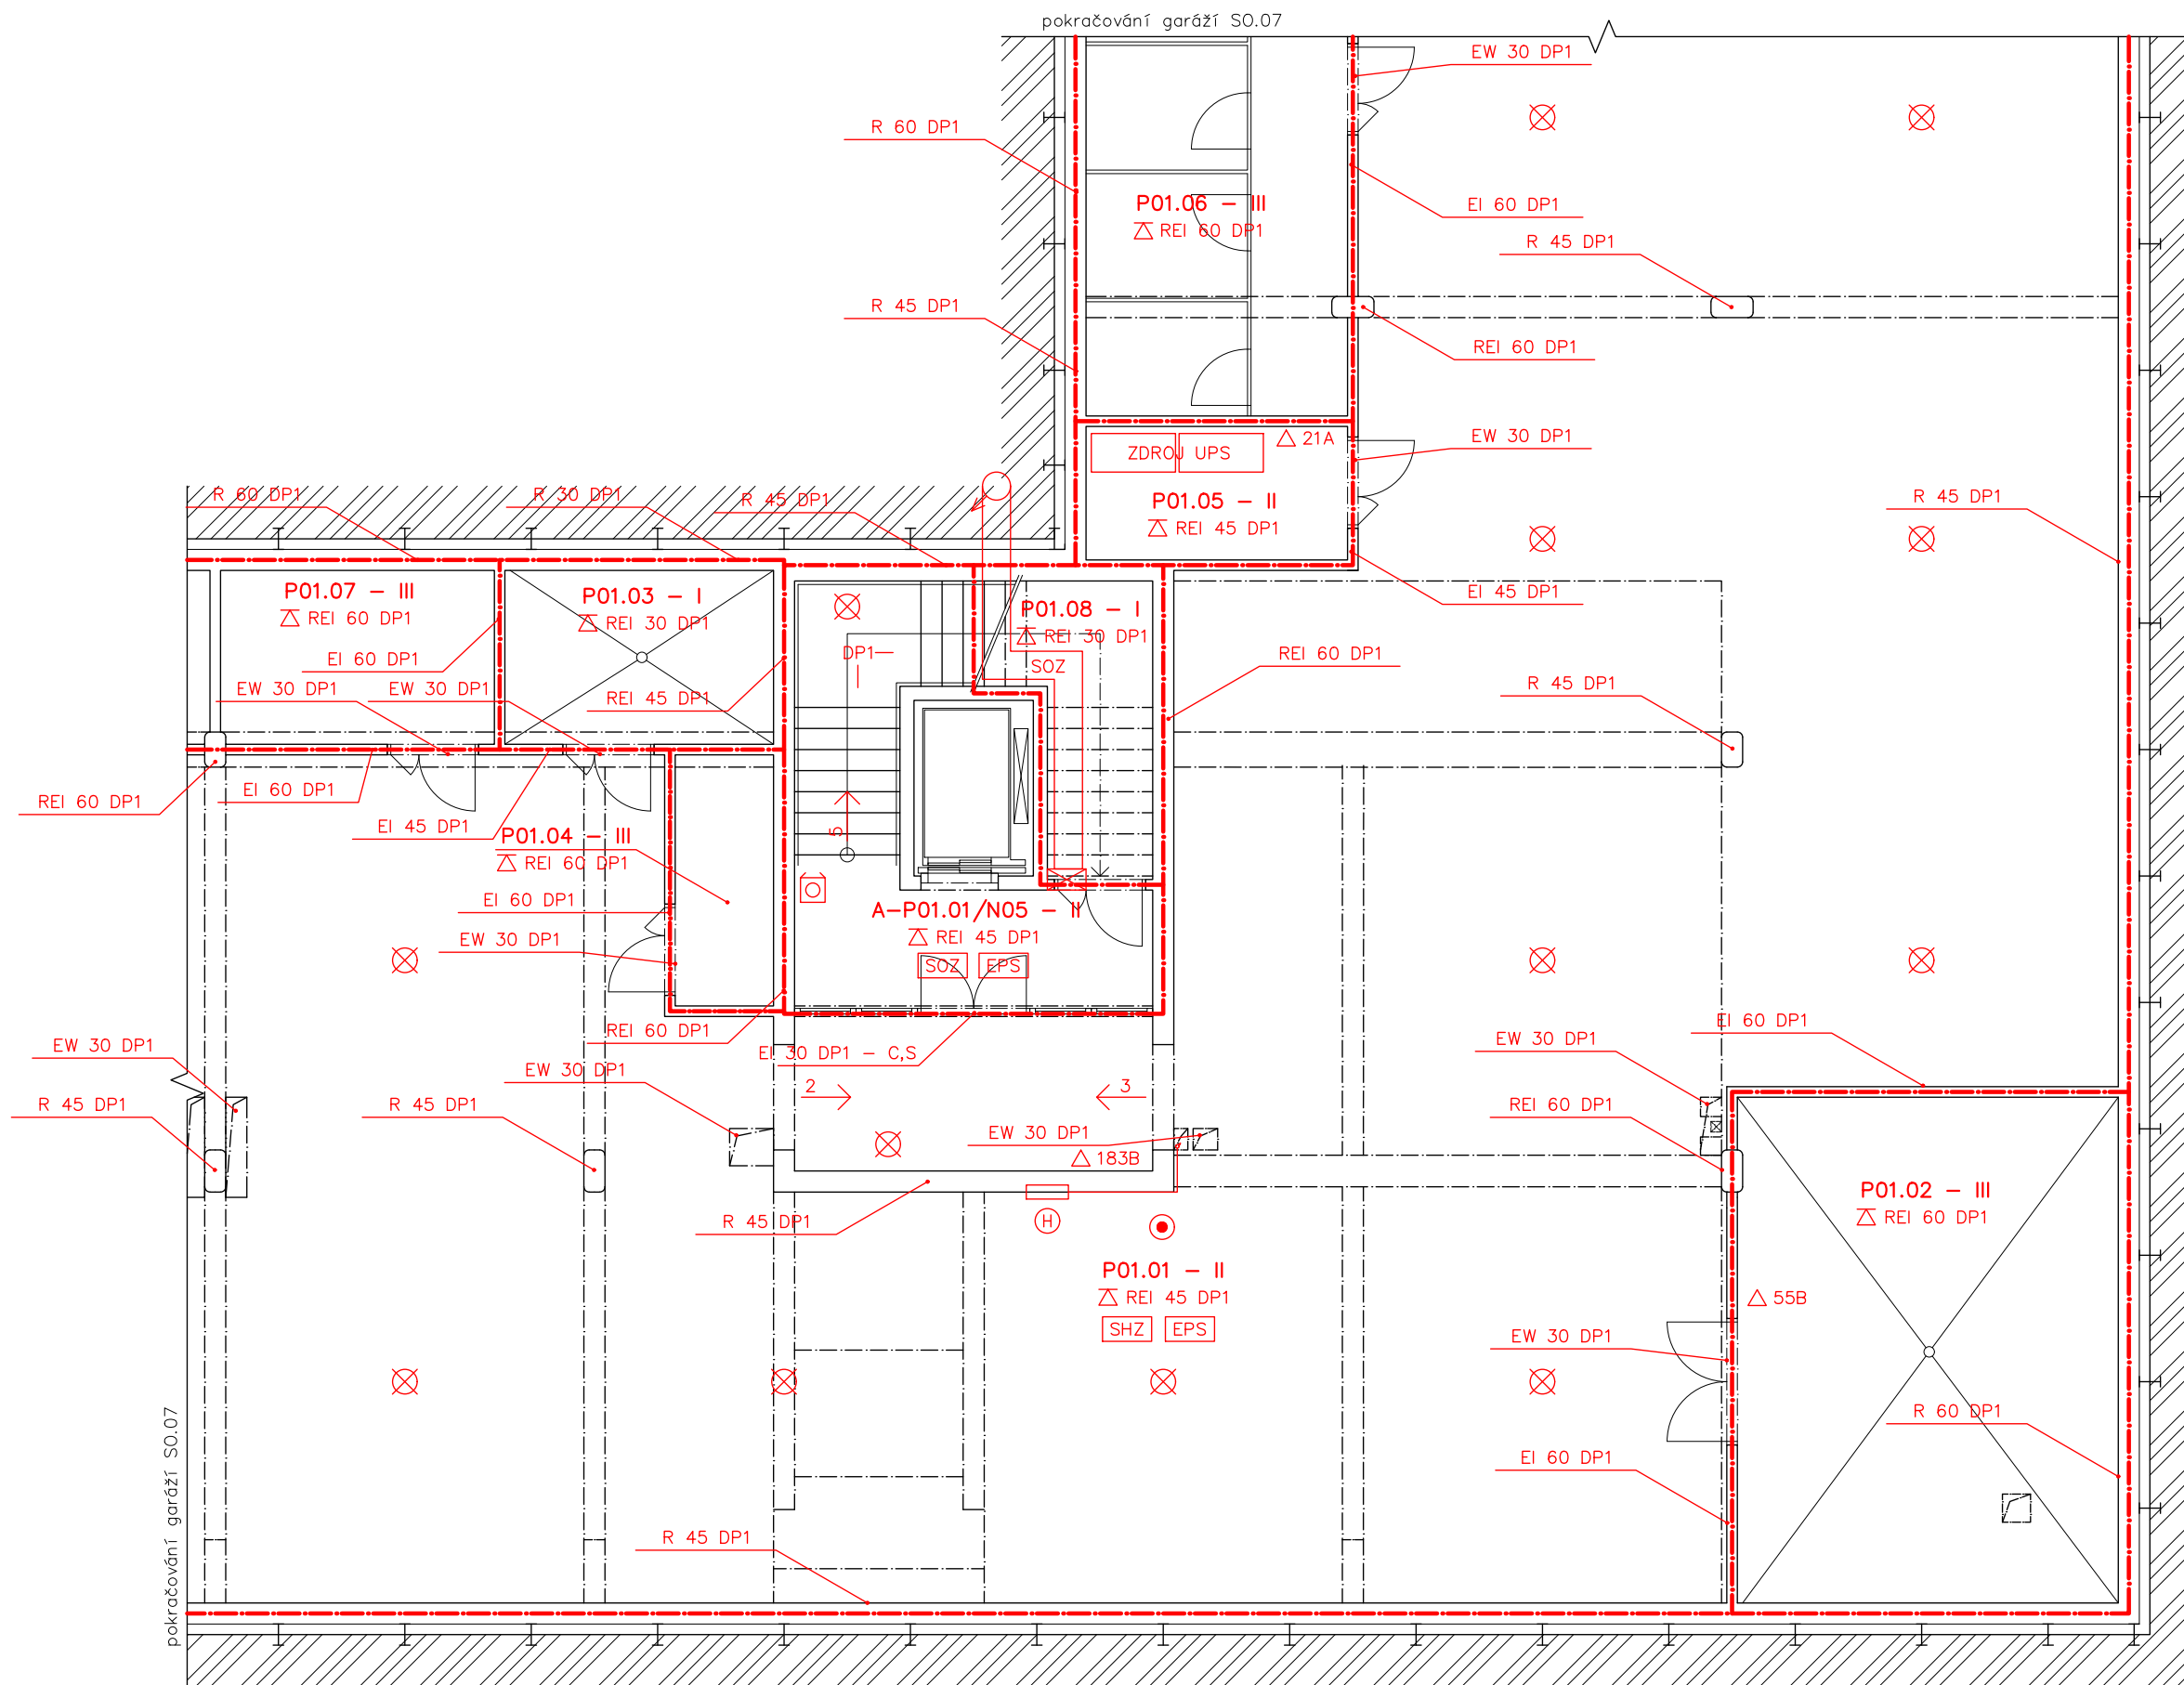 pokračování garáží SO.07
EW 30 DP1
R 60 DP1
P01.06 – III
REI 60 DP1
EI 60 DP1
R 45 DP1
R 45 DP1
REI 60 DP1
ZDROJ UPS
21A
EW 30 DP1
P01.05 – II
REI 45 DP1
R 60 DP1
R 30 DP1
R 45 DP1
R 45 DP1
P01.07 – III
REI 60 DP1
P01.03 – I
REI 30 DP1
P01.08 – I
REI 30 DP1
EI 45 DP1
DP1
SOZ
EI 60 DP1
REI 60 DP1
EW 30 DP1
EW 30 DP1
REI 45 DP1
R 45 DP1
REI 60 DP1
EI 60 DP1
EI 45 DP1
P01.04 – III
REI 60 DP1
5
EI 60 DP1
A–P01.01/N05 – II
REI 45 DP1
EW 30 DP1
SOZ
EPS
REI 60 DP1
EI 30 DP1 – C,S
EI 60 DP1
EW 30 DP1
EW 30 DP1
EW 30 DP1
2
3
R 45 DP1
R 45 DP1
REI 60 DP1
EW 30 DP1
183B
P01.02 – III
REI 60 DP1
R 45 DP1
H
P01.01 – II
REI 45 DP1
SHZ
EPS
55B
EW 30 DP1
R 60 DP1
EI 60 DP1
R 45 DP1
pokračování garáží SO.07